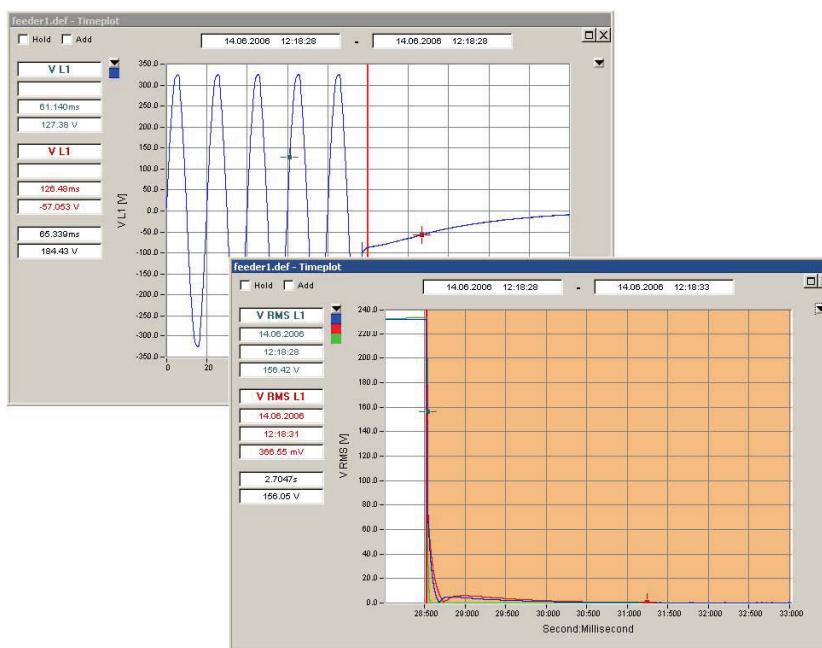 feeder1.def - Timeplot
Hold Add
14.06.2006 12:18:28 - 14.06.2006 12:18:28
V L1
61.140ms
127.38 V
V L1
126.48ms
-57.053 V
65.339ms
184.43 V
V L1 [V]
350.0
300.0
250.0
200.0
150.0
100.0
50.0
0.0
-50.0
-100.0
-150.0
-200.0
-250.0
-300.0
-350.0
0 20
feeder1.def - Timeplot
Hold Add
14.06.2006 12:18:28 - 14.06.2006 12:18:33
V RMS L1
14.06.2006
12:18:28
156.42 V
V RMS L1
14.06.2006
12:18:31
366.55 mV
2.7047s
156.05 V
V RMS [V]
240.0
220.0
200.0
180.0
160.0
140.0
120.0
100.0
80.0
60.0
40.0
20.0
0.0
28:500 29:000 29:500 30:000 30:500 31:000 31:500 32:000 32:500 33:000
Second:Millisecond